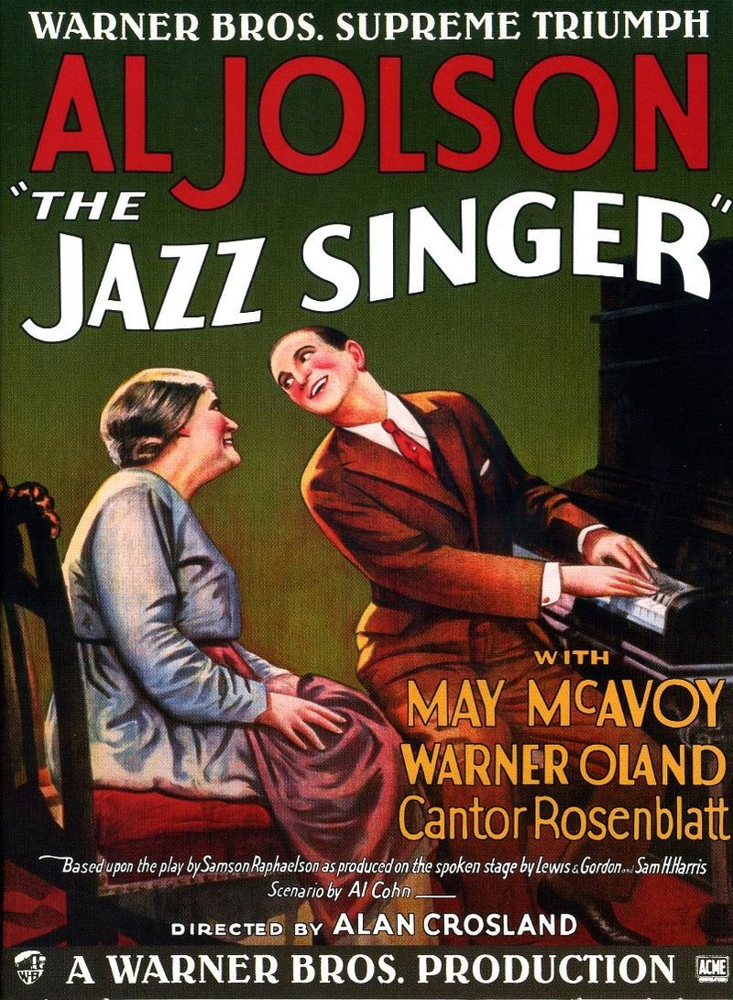 WARNER BROS. SUPREME TRIUMPH
AL JOLSON
"THE
JAZZ SINGER"
WITH
MAY McAVOY
WARNER OLAND
Cantor Rosenblatt
Based upon the play by Samson Raphaelson as produced on the spoken stage by Lewis & Gordon and Sam H. Harris
Scenario by Al Cohn
DIRECTED BY ALAN CROSLAND
WB
A WARNER BROS. PRODUCTION
ACME